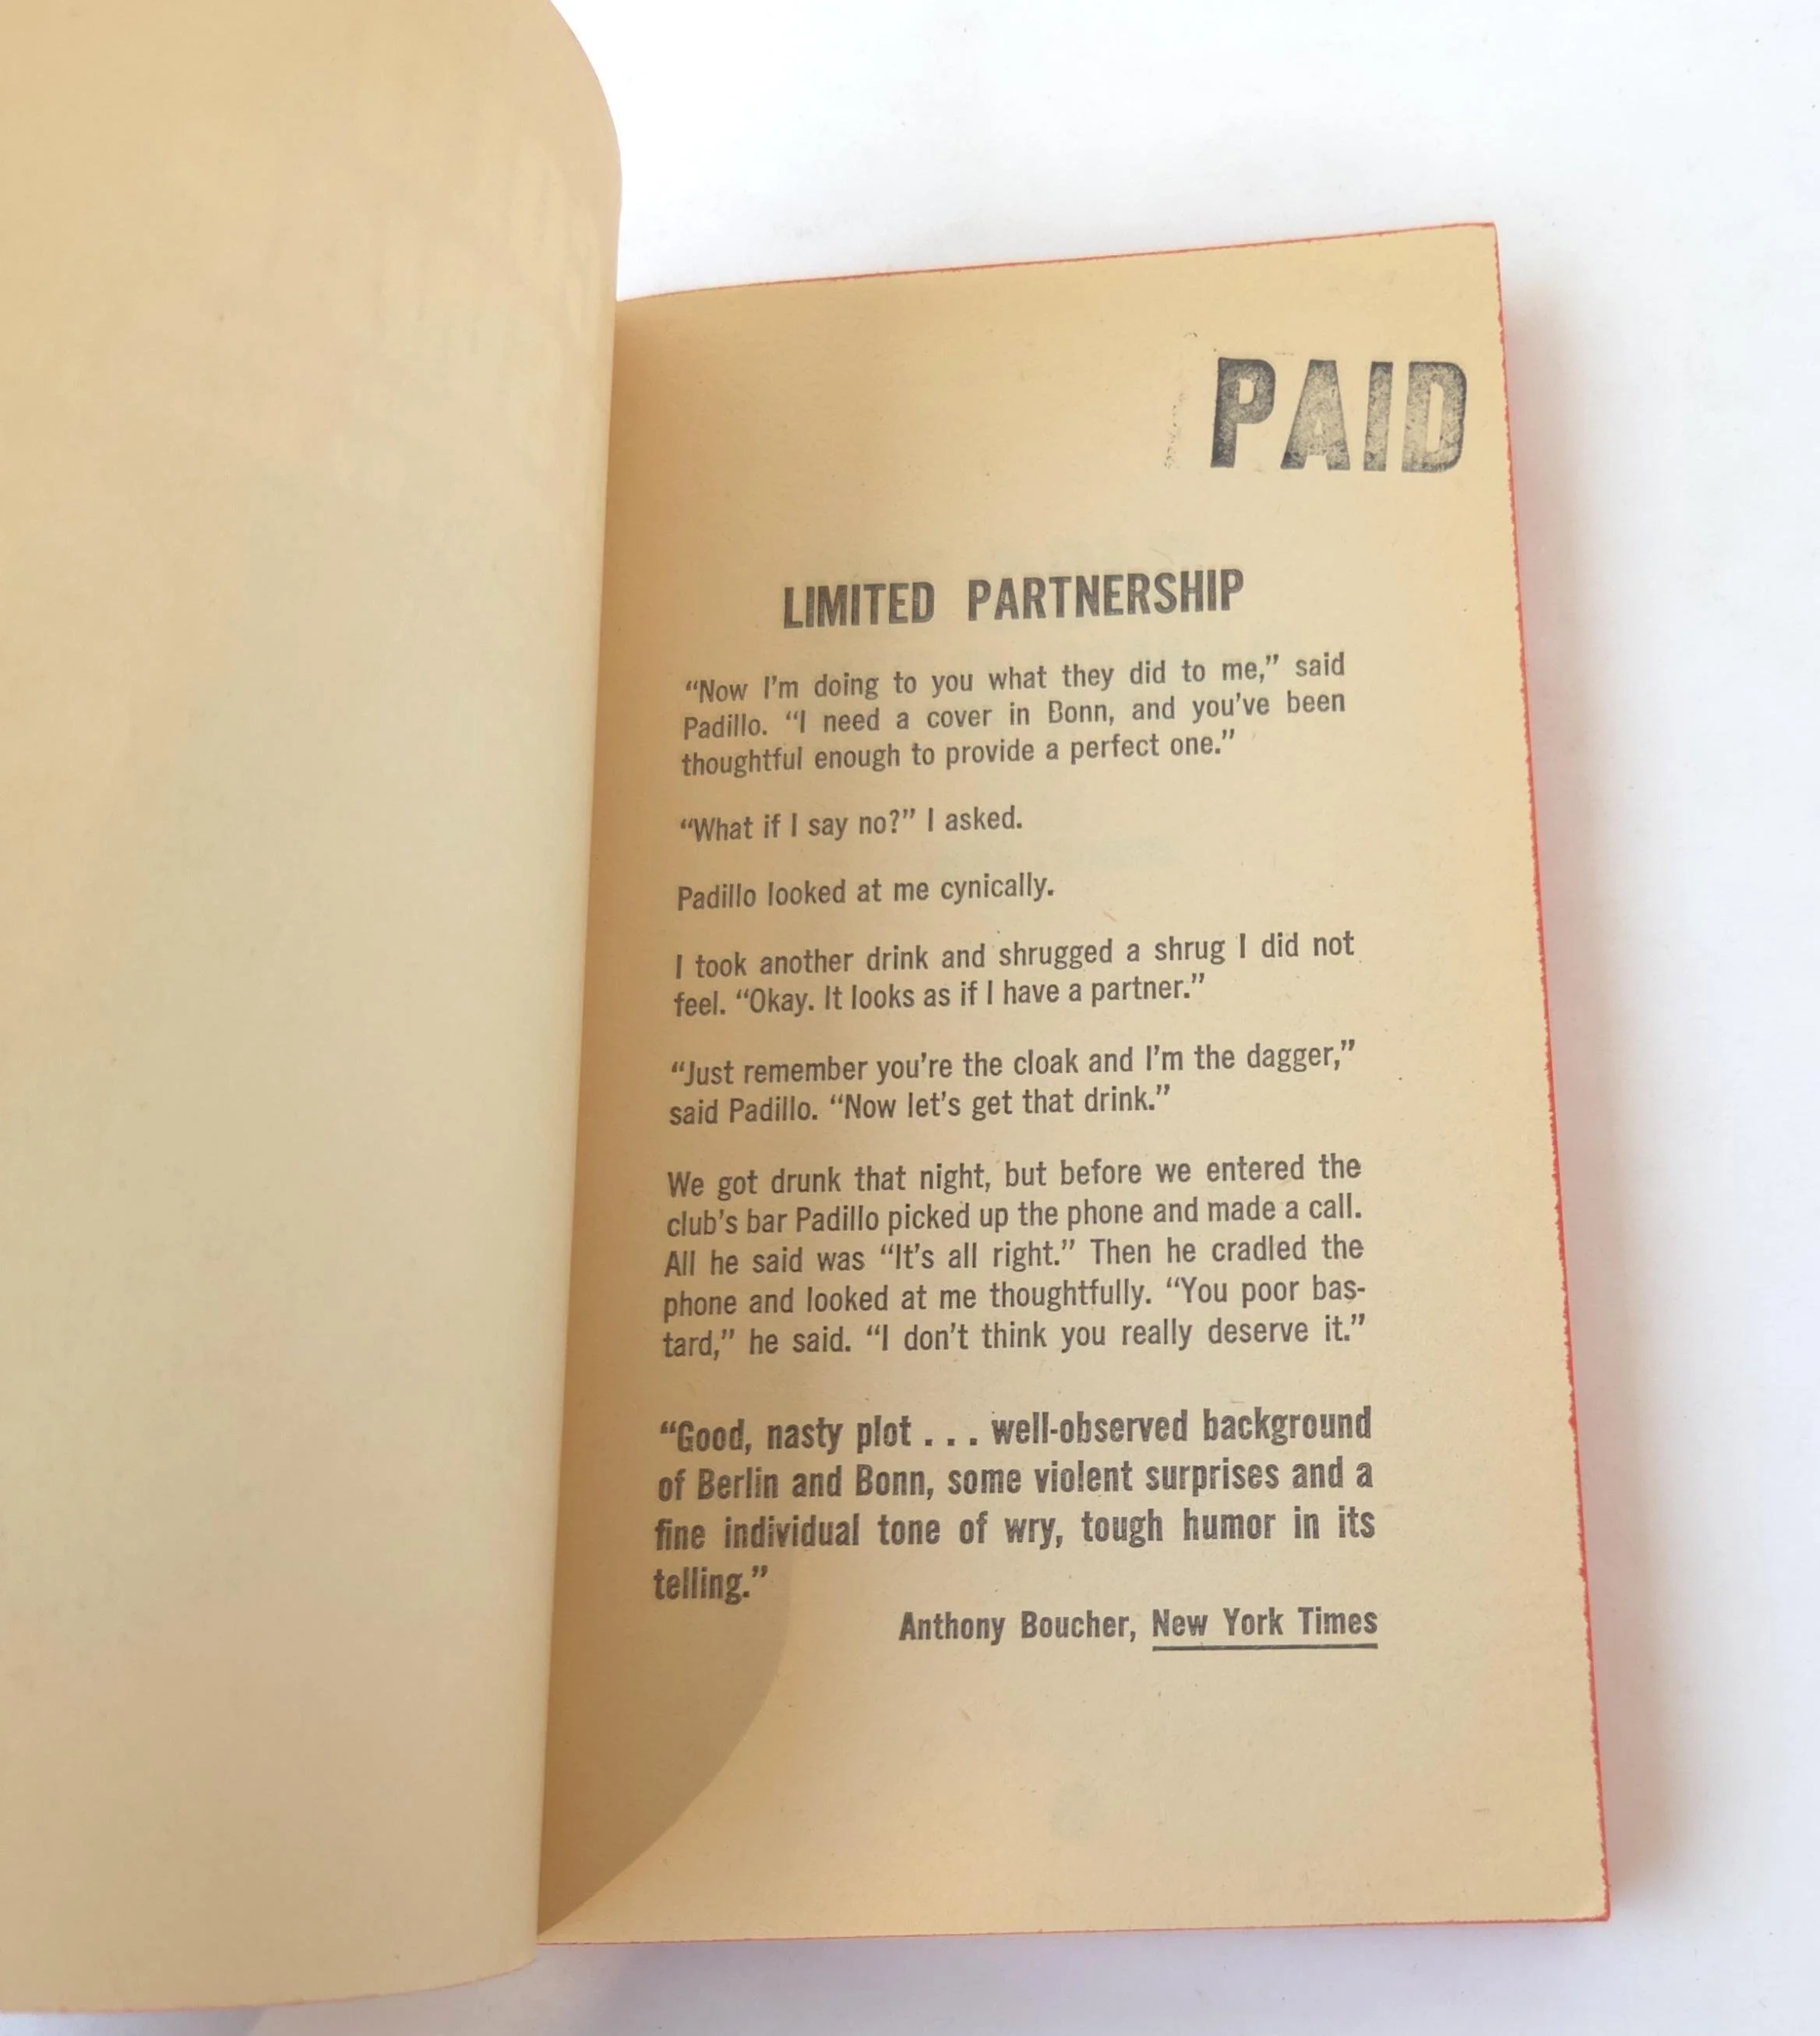 PAID
LIMITED PARTNERSHIP
“Now I’m doing to you what they did to me,” said
Padillo. “I need a cover in Bonn, and you’ve been
thoughtful enough to provide a perfect one.”
“What if I say no?” I asked.
Padillo looked at me cynically.
I took another drink and shrugged a shrug I did not
feel. “Okay. It looks as if I have a partner.”
“Just remember you’re the cloak and I’m the dagger,”
said Padillo. “Now let’s get that drink.”
We got drunk that night, but before we entered the
club’s bar Padillo picked up the phone and made a call.
All he said was “It’s all right.” Then he cradled the
phone and looked at me thoughtfully. “You poor bas-
tard,” he said. “I don’t think you really deserve it.”
“Good, nasty plot . . . well-observed background
of Berlin and Bonn, some violent surprises and a
fine individual tone of wry, tough humor in its
telling.”
Anthony Boucher, New York Times